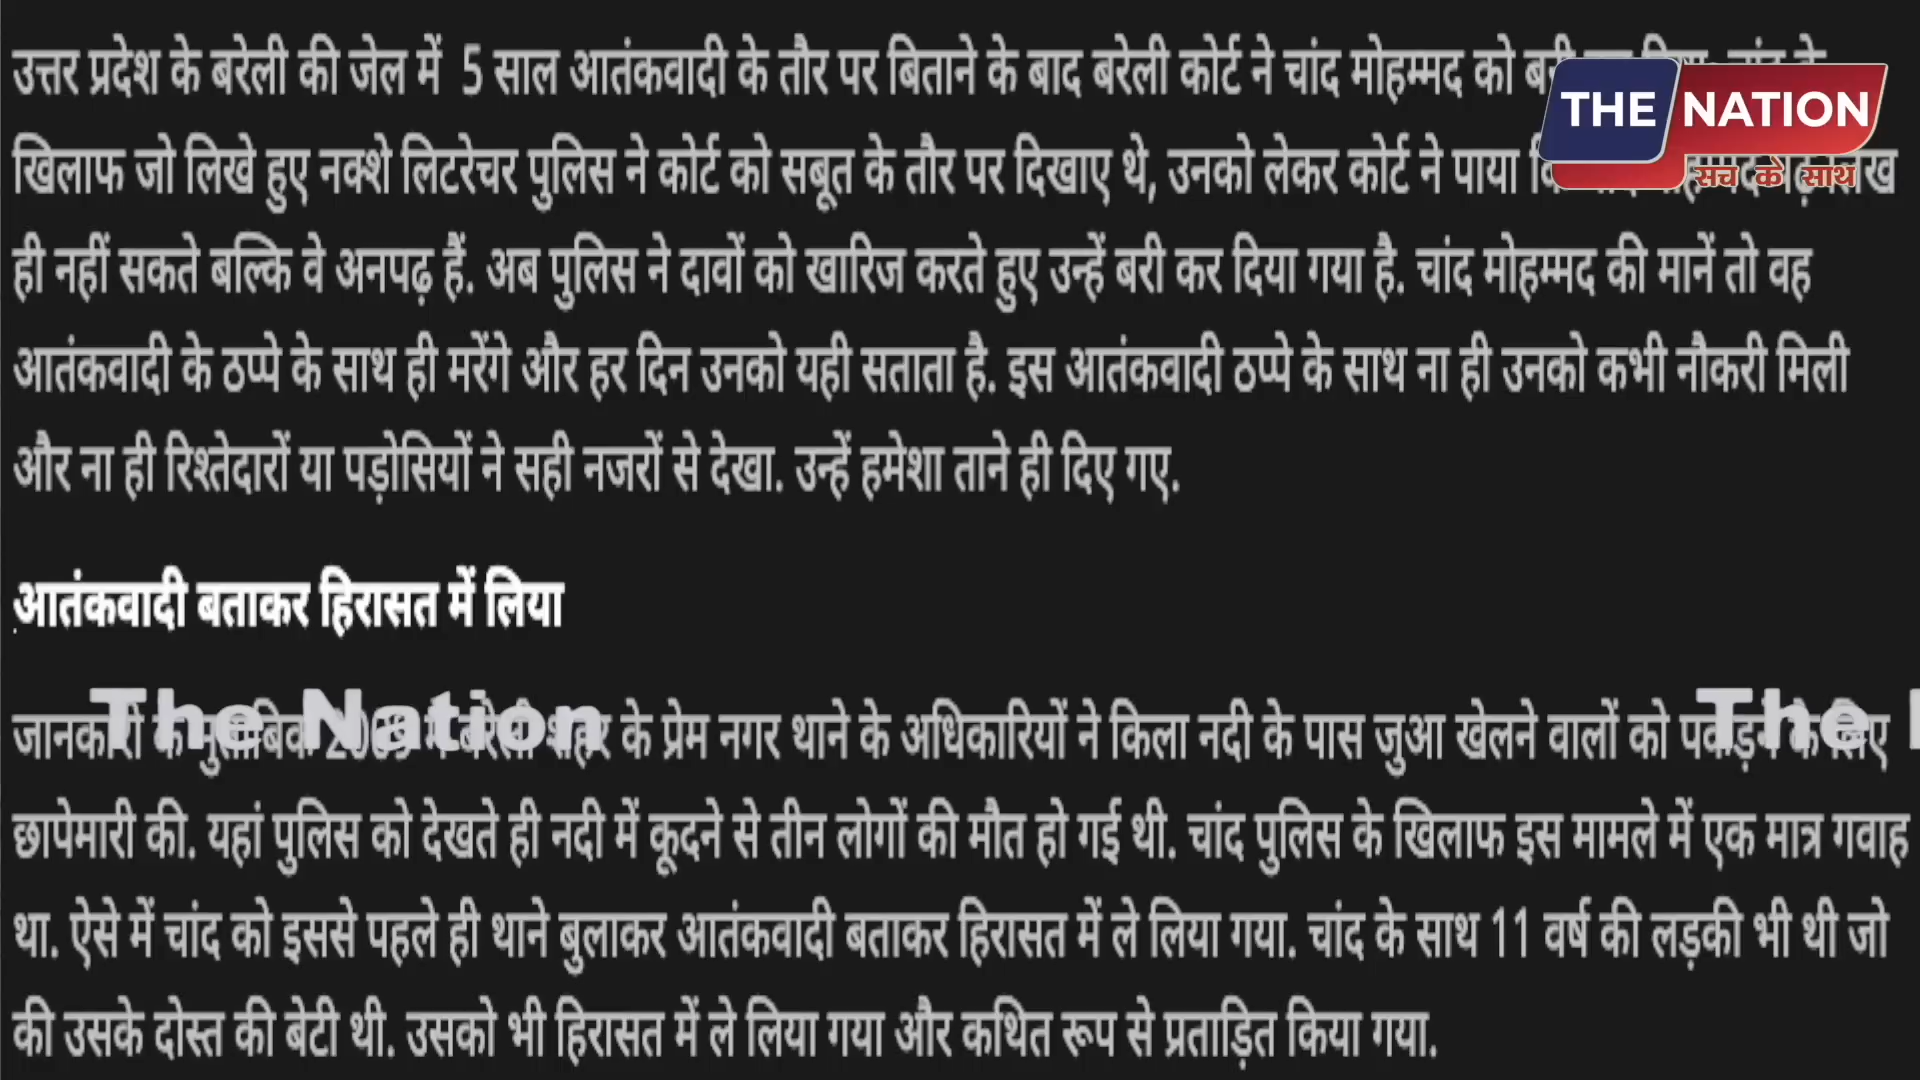 उत्तर प्रदेश के बरेली की जेल में 5 साल आतंकवादी के तौर पर बिताने के बाद बरेली कोर्ट ने चांद मोहम्मद को
THE NATION
खिलाफ जो लिखे हुए नक्शे लिटरेचर पुलिस ने कोर्ट को सबूत के तौर पर दिखाए थे, उनको लेकर कोर्ट ने पाया
सच के साथ
ही नहीं सकते बल्कि वे अनपढ़ हैं. अब पुलिस ने दावों को खारिज करते हुए उन्हें बरी कर दिया गया है. चांद मोहम्मद की मानें तो वह
आतंकवादी के ठप्पे के साथ ही मरेंगे और हर दिन उनको यही सताता है. इस आतंकवादी ठप्पे के साथ ना ही उनको कभी नौकरी मिली
और ना ही रिश्तेदारों या पड़ोसियों ने सही नजरों से देखा. उन्हें हमेशा ताने ही दिए गए.
आतंकवादी बताकर हिरासत में लिया
The Nation
The
जानकारी के मुताबिक में बरेली शहर के प्रेम नगर थाने के अधिकारियों ने किला नदी के पास जुआ खेलने वालों को पकड़ने के लिए
छापेमारी की. यहां पुलिस को देखते ही नदी में कूदने से तीन लोगों की मौत हो गई थी. चांद पुलिस के खिलाफ इस मामले में एक मात्र गवाह
था. ऐसे में चांद को इससे पहले ही थाने बुलाकर आतंकवादी बताकर हिरासत में ले लिया गया. चांद के साथ 11 वर्ष की लड़की भी थी जो
की उसके दोस्त की बेटी थी. उसको भी हिरासत में ले लिया गया और कथित रूप से प्रताड़ित किया गया.